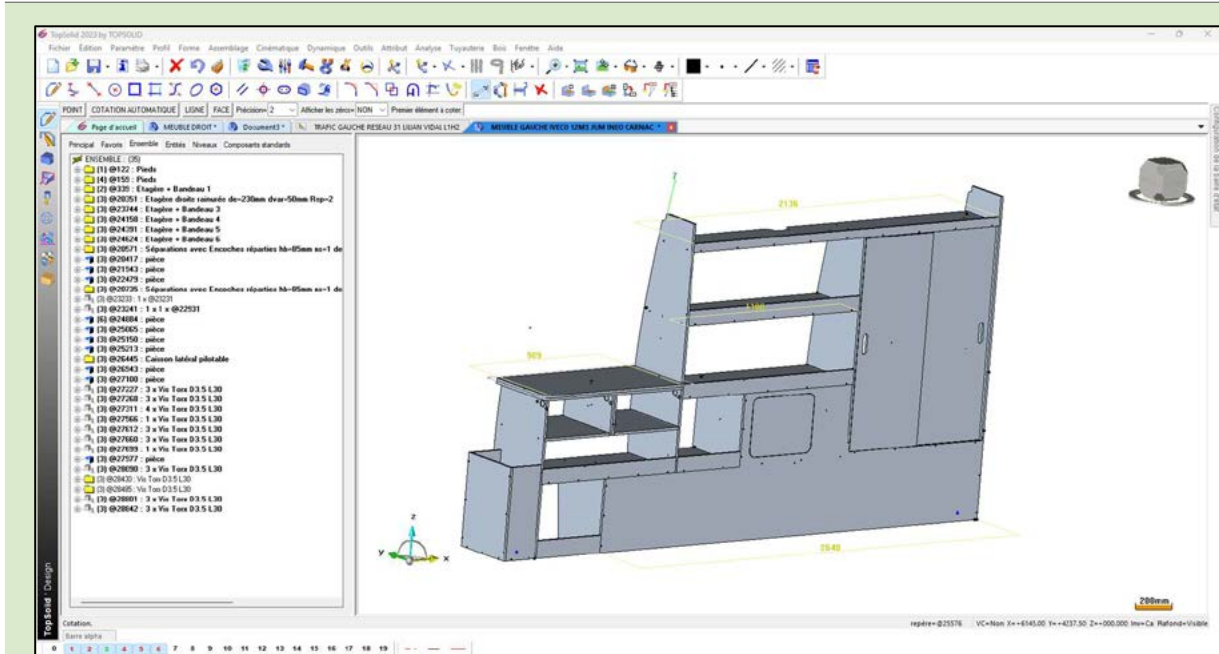 TopSolid 2023 by TOPSOLID
Fichier Édition Paramètre Profil Forme Assemblage Cinématique Dynamique Outils Attribut Analyse Tuyauterie Bois Fenêtre Aide
POINT COTATION AUTOMATIQUE LIGNE FACE Précision= 2 Afficher les zéros= NON Premier élément à coter:
Page d'accueil MEUBLE DROIT * Document3 * TRAFIC GAUCHE RESEAU 31 LILIAN VIDAL L1H2 MEUBLE GAUCHE IVECO 12M3 JUM INEO CARNAC *
Configuration de la barre d'état
Principal Favoris Ensemble Entités Niveaux Composants standards
ENSEMBLE : (35)
(1) @122 : Pieds
(4) @159 : Pieds
(2) @339 : Etagère + Bandeau 1
(3) @20351 : Etagère droite rainurée de=230mm dvar=50mm Rep=2
(3) @23744 : Etagère + Bandeau 3
(3) @24158 : Etagère + Bandeau 4
(3) @24391 : Etagère + Bandeau 5
(3) @24624 : Etagère + Bandeau 6
(3) @20571 : Séparations avec Encoches réparties hb=85mm ss=1 de
(3) @20417 : pièce
(3) @21543 : pièce
(3) @22479 : pièce
(3) @20735 : Séparations avec Encoches réparties hb=85mm ss=1 de
(3) @23233 : 1 x @23231
(3) @23241 : 1 x 1 x @22931
(6) @24884 : pièce
(3) @25065 : pièce
(3) @25150 : pièce
(3) @25213 : pièce
(3) @26445 : Caisson latéral pilotable
(3) @26943 : pièce
(3) @27100 : pièce
(3) @27227 : 3 x Vis Torx D3.5 L30
(3) @27268 : 3 x Vis Torx D3.5 L30
(3) @27311 : 4 x Vis Torx D3.5 L30
(3) @27566 : 1 x Vis Torx D3.5 L30
(3) @27612 : 3 x Vis Torx D3.5 L30
(3) @27660 : 3 x Vis Torx D3.5 L30
(3) @27699 : 1 x Vis Torx D3.5 L30
(3) @27977 : pièce
(3) @28090 : 3 x Vis Torx D3.5 L30
(3) @28430 : Vis Torx D3.5 L30
(3) @28485 : Vis Torx D3.5 L30
(3) @28801 : 3 x Vis Torx D3.5 L30
(3) @28842 : 3 x Vis Torx D3.5 L30
Z
2136
909
2640
z
y
x
200mm
TopSolid ' Design
Cotation.
repère=@25576 VC=Non X=-6145.00 Y=-4237.50 Z=+000.000 Inv=Ca Rafond=Visible
Barre alpha
0 1 2 3 4 5 6 7 8 9 10 11 12 13 14 15 16 17 18 19